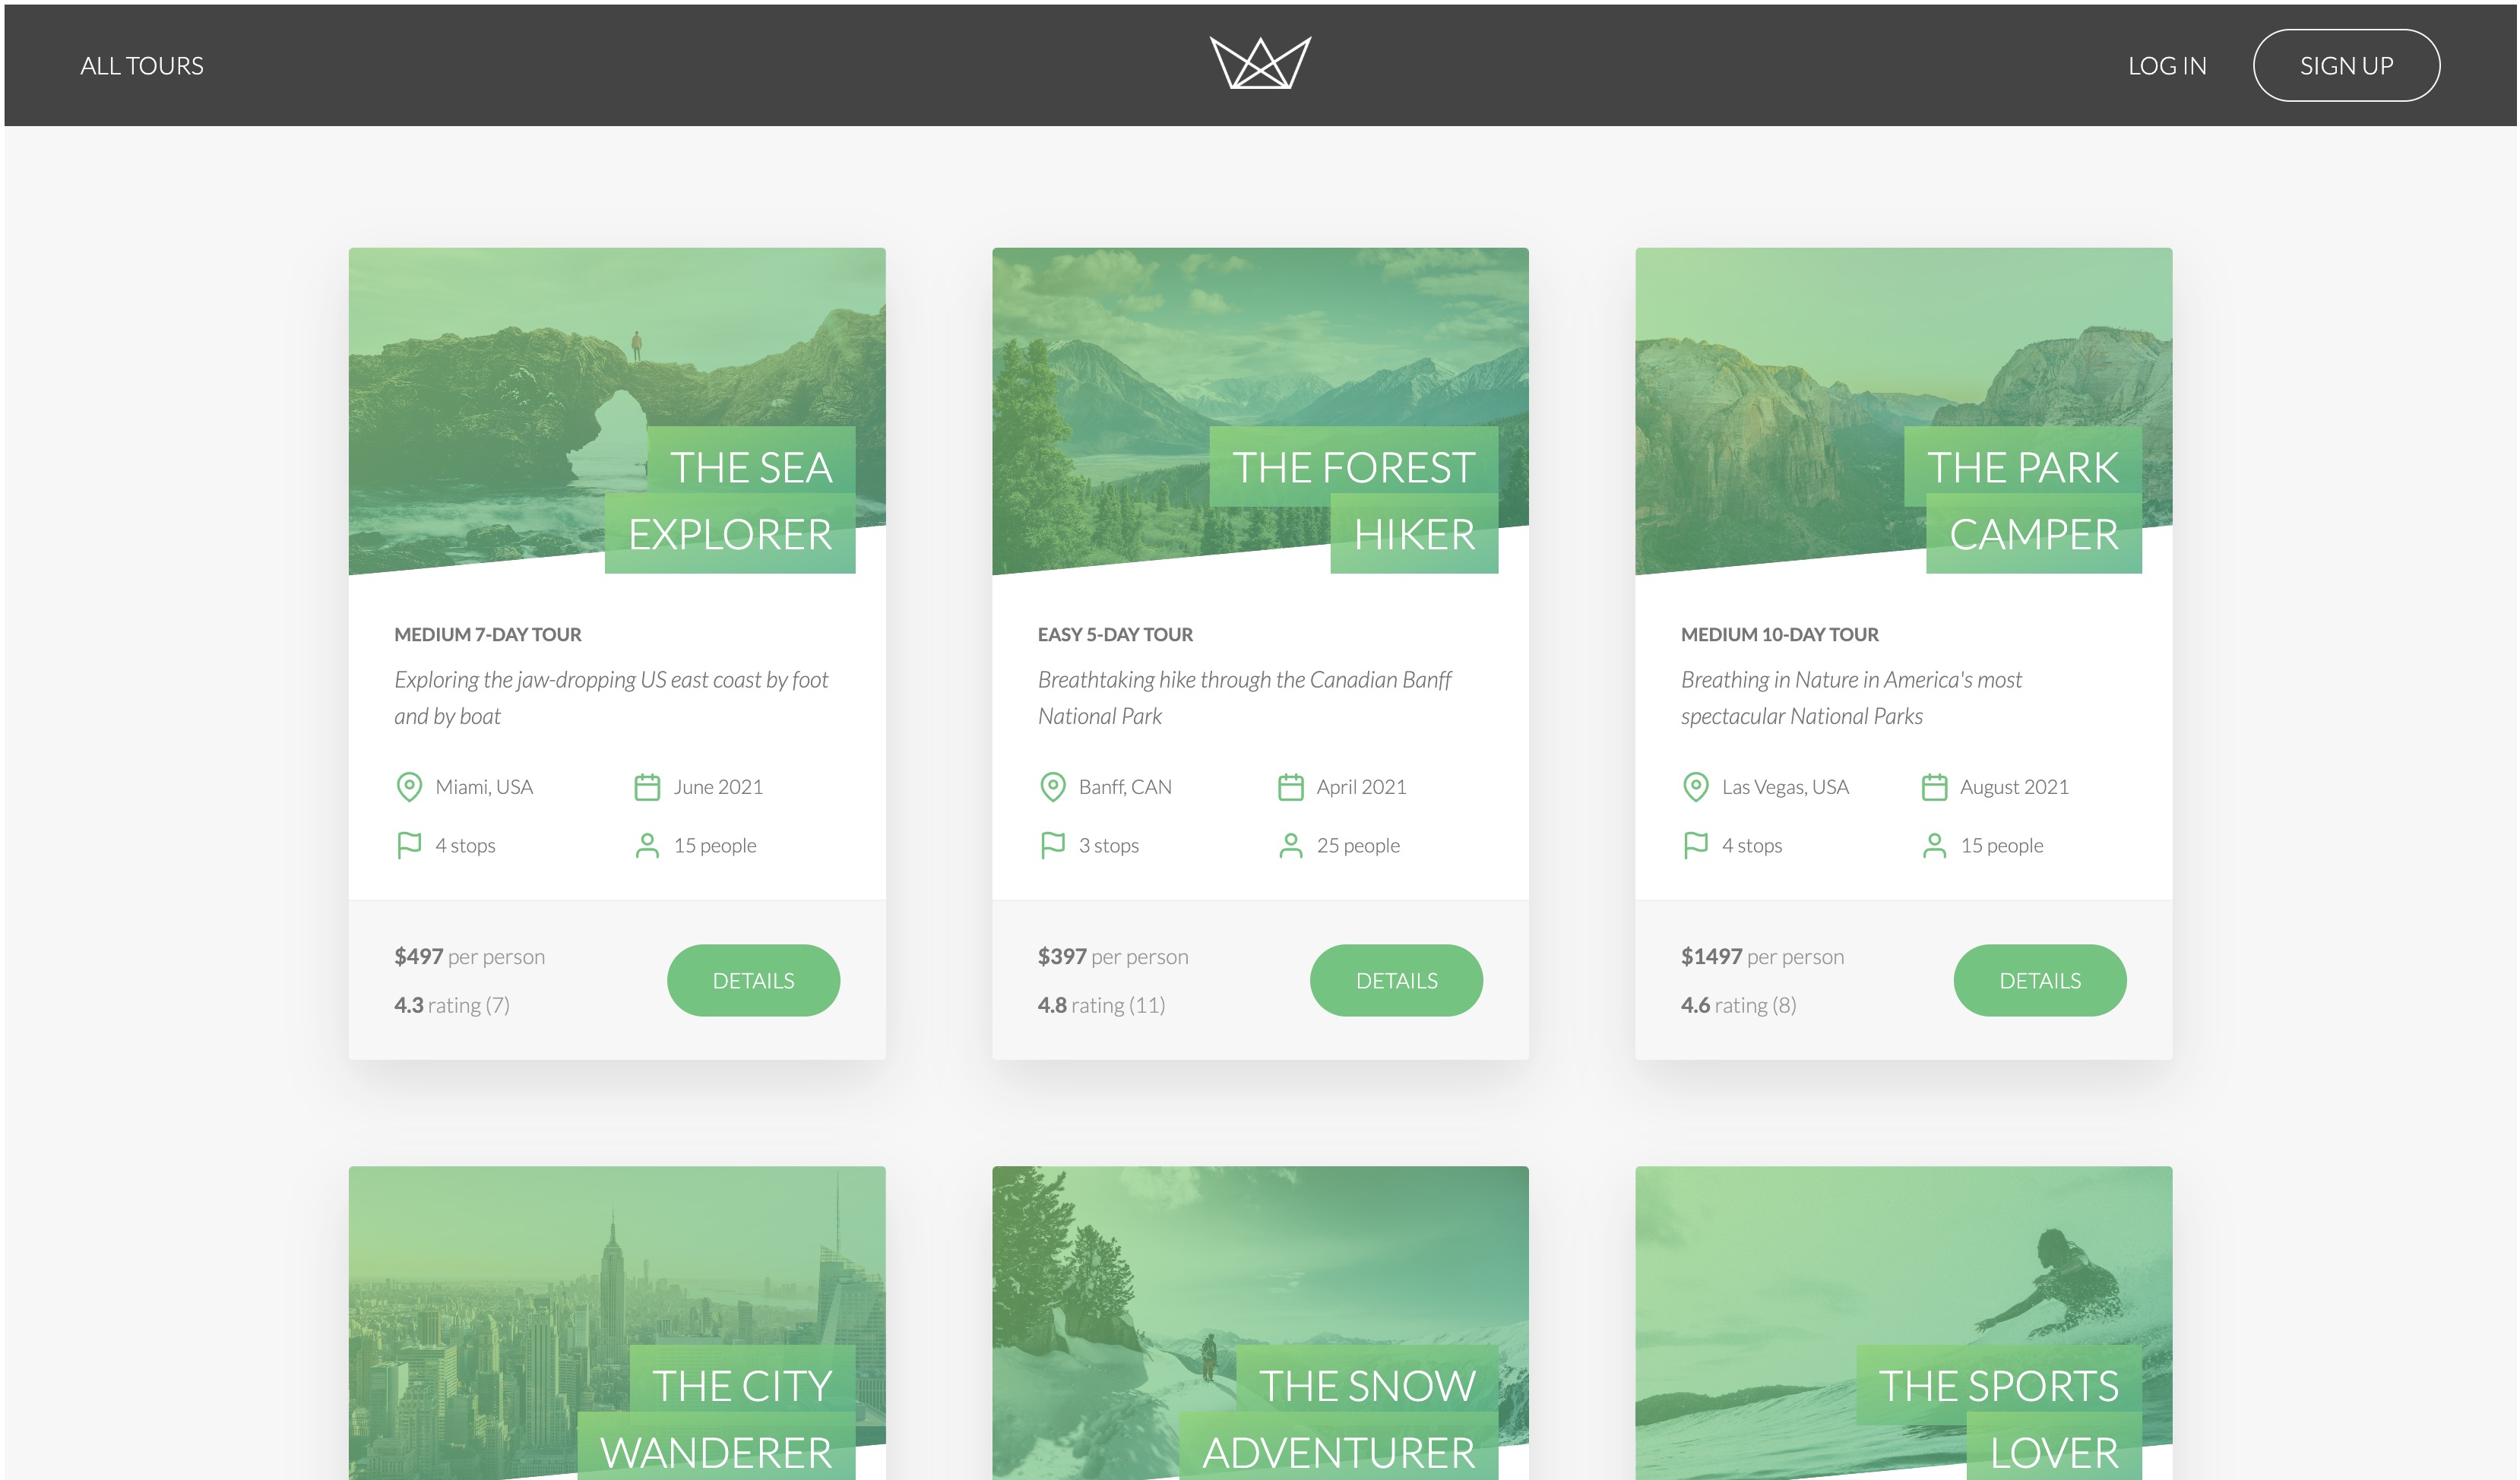 ALL TOURS
LOG IN
SIGN UP
THE SEA
EXPLORER
MEDIUM 7-DAY TOUR
Exploring the jaw-dropping US east coast by foot
and by boat
Miami, USA
June 2021
4 stops
15 people
$497 per person
4.3 rating (7)
DETAILS
THE FOREST
HIKER
EASY 5-DAY TOUR
Breathtaking hike through the Canadian Banff
National Park
Banff, CAN
April 2021
3 stops
25 people
$397 per person
4.8 rating (11)
DETAILS
THE PARK
CAMPER
MEDIUM 10-DAY TOUR
Breathing in Nature in America's most
spectacular National Parks
Las Vegas, USA
August 2021
4 stops
15 people
$1497 per person
4.6 rating (8)
DETAILS
THE CITY
WANDERER
THE SNOW
ADVENTURER
THE SPORTS
LOVER